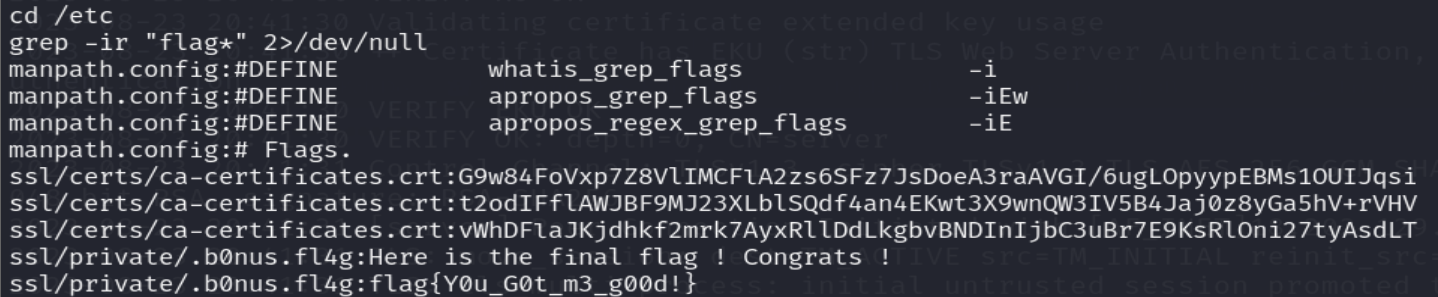 cd /etc
grep -ir "flag*" 2>/dev/null
manpath.config:#DEFINE whatis_grep_flags -i
manpath.config:#DEFINE apropos_grep_flags -iEw
manpath.config:#DEFINE apropos_regex_grep_flags -iE
manpath.config:# Flags.
ssl/certs/ca-certificates.crt:G9w84FoVxp7Z8VlIMCFlA2zs6SFz7JsDoeA3raAVGI/6ugLOpyypEBMs1OUIJqsi
ssl/certs/ca-certificates.crt:t2odIFflAWJBF9MJ23XLblSQdf4an4EKwt3X9wnQW3IV5B4Jaj0z8yGa5hV+rVHV
ssl/certs/ca-certificates.crt:vWhDFlaJKjdhkf2mrk7AyxRllDdLkgbvBNDInIjbC3uBr7E9KsRlOni27tyAsdLT
ssl/private/.b0nus.fl4g:Here is the final flag ! Congrats !
ssl/private/.b0nus.fl4g:flag{Y0u_G0t_m3_g00d!}